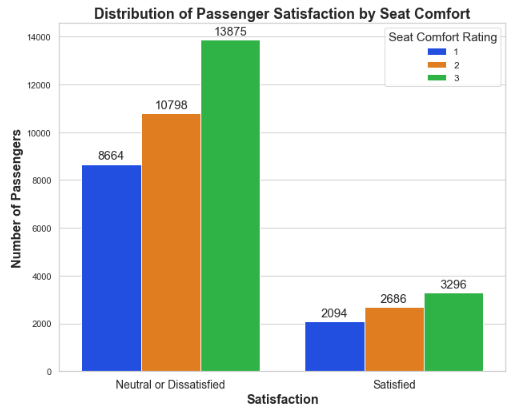 Distribution of Passenger Satisfaction by Seat Comfort
Seat Comfort Rating
1
2
3
Number of Passengers
14000
12000
10000
8000
6000
4000
2000
0
8664
10798
13875
2094
2686
3296
Neutral or Dissatisfied
Satisfied
Satisfaction